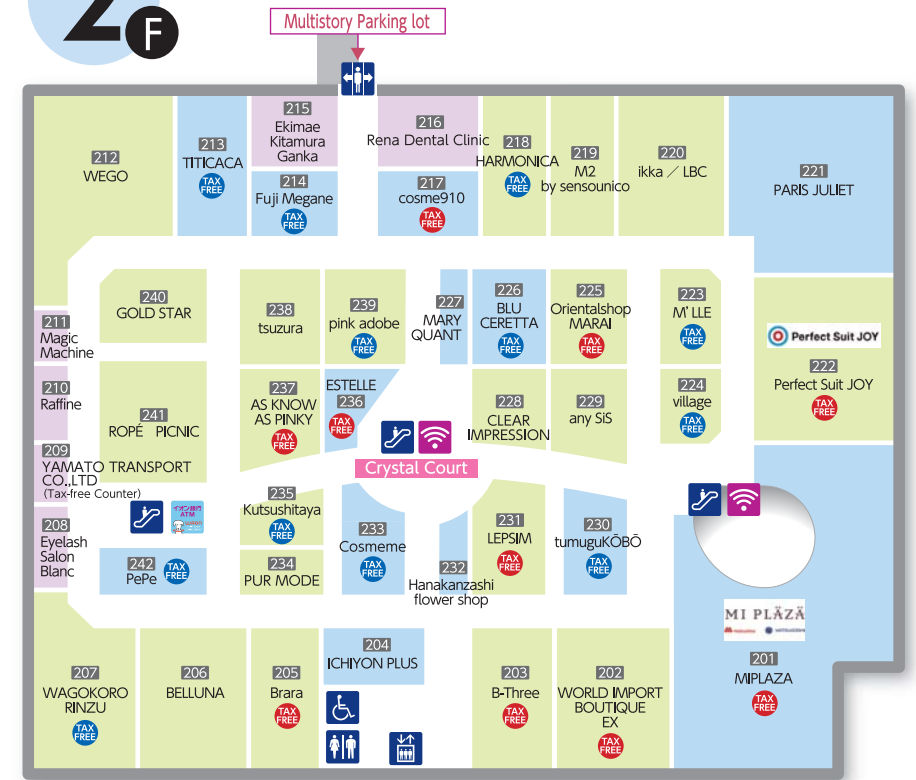 2F
Multistory Parking lot
212
WEGO
213
TITICACA
TAX
FREE
215
Ekimae
Kitamura
Ganka
214
Fuji Megane
TAX
FREE
216
Rena Dental Clinic
217
cosme910
TAX
FREE
218
HARMONICA
TAX
FREE
219
M2
by sensounico
220
ikka / LBC
221
PARIS JULIET
240
GOLD STAR
238
tsuzura
239
pink adobe
TAX
FREE
227
MARY
QUANT
226
BLU
CERETTA
TAX
FREE
225
Orientalshop
MARAI
TAX
FREE
223
M' LLE
TAX
FREE
Perfect Suit JOY
222
Perfect Suit JOY
TAX
FREE
211
Magic
Machine
210
Raffine
241
ROPÉ PICNIC
237
AS KNOW
AS PINKY
TAX
FREE
ESTELLE
236
TAX
FREE
228
CLEAR
IMPRESSION
229
any SiS
224
village
TAX
FREE
Crystal Court
209
YAMATO TRANSPORT
CO.,LTD
(Tax-free Counter)
イオン銀行
ATM
208
Eyelash
Salon
Blanc
242
PePe
TAX
FREE
235
Kutsushitaya
TAX
FREE
234
PUR MODE
233
Cosmeme
TAX
FREE
232
Hanakanzashi
flower shop
231
LEPSIM
TAX
FREE
230
tumuguKŌBŌ
TAX
FREE
MI PLÄZÄ
201
MIPLAZA
TAX
FREE
207
WAGOKORO
RINZU
TAX
FREE
206
BELLUNA
205
Brara
TAX
FREE
204
ICHIYON PLUS
203
B-Three
TAX
FREE
202
WORLD IMPORT
BOUTIQUE
EX
TAX
FREE